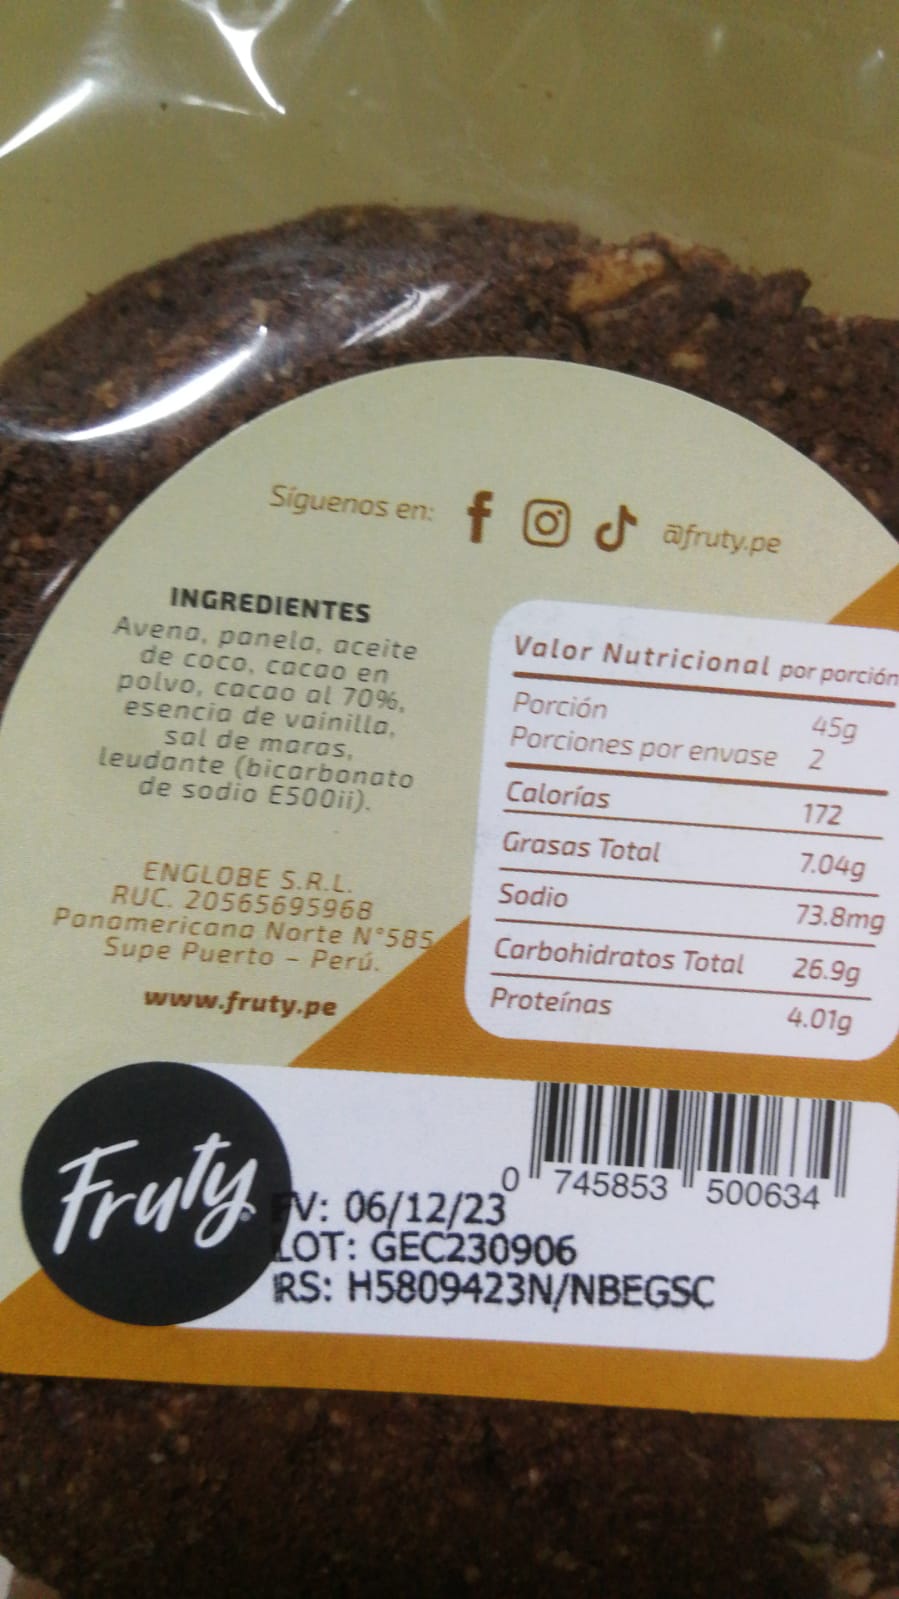 Síguenos en: @fruty.pe
INGREDIENTES
Avena, panela, aceite
de coco, cacao en
polvo, cacao al 70%,
esencia de vainilla,
sal de maras,
leudante (bicarbonato
de sodio E500ii).
ENGLOBE S.R.L.
RUC. 20565695968
Panamericana Norte N°585
Supe Puerto – Perú.
www.fruty.pe
Valor Nutricional por porción
Porción 45g
Porciones por envase 2
Calorías 172
Grasas Total 7.04g
Sodio 73.8mg
Carbohidratos Total 26.9g
Proteínas 4.01g
Fruty®
0 745853 500634
FV: 06/12/23
LOT: GEC230906
RS: H5809423N/NBEGSC